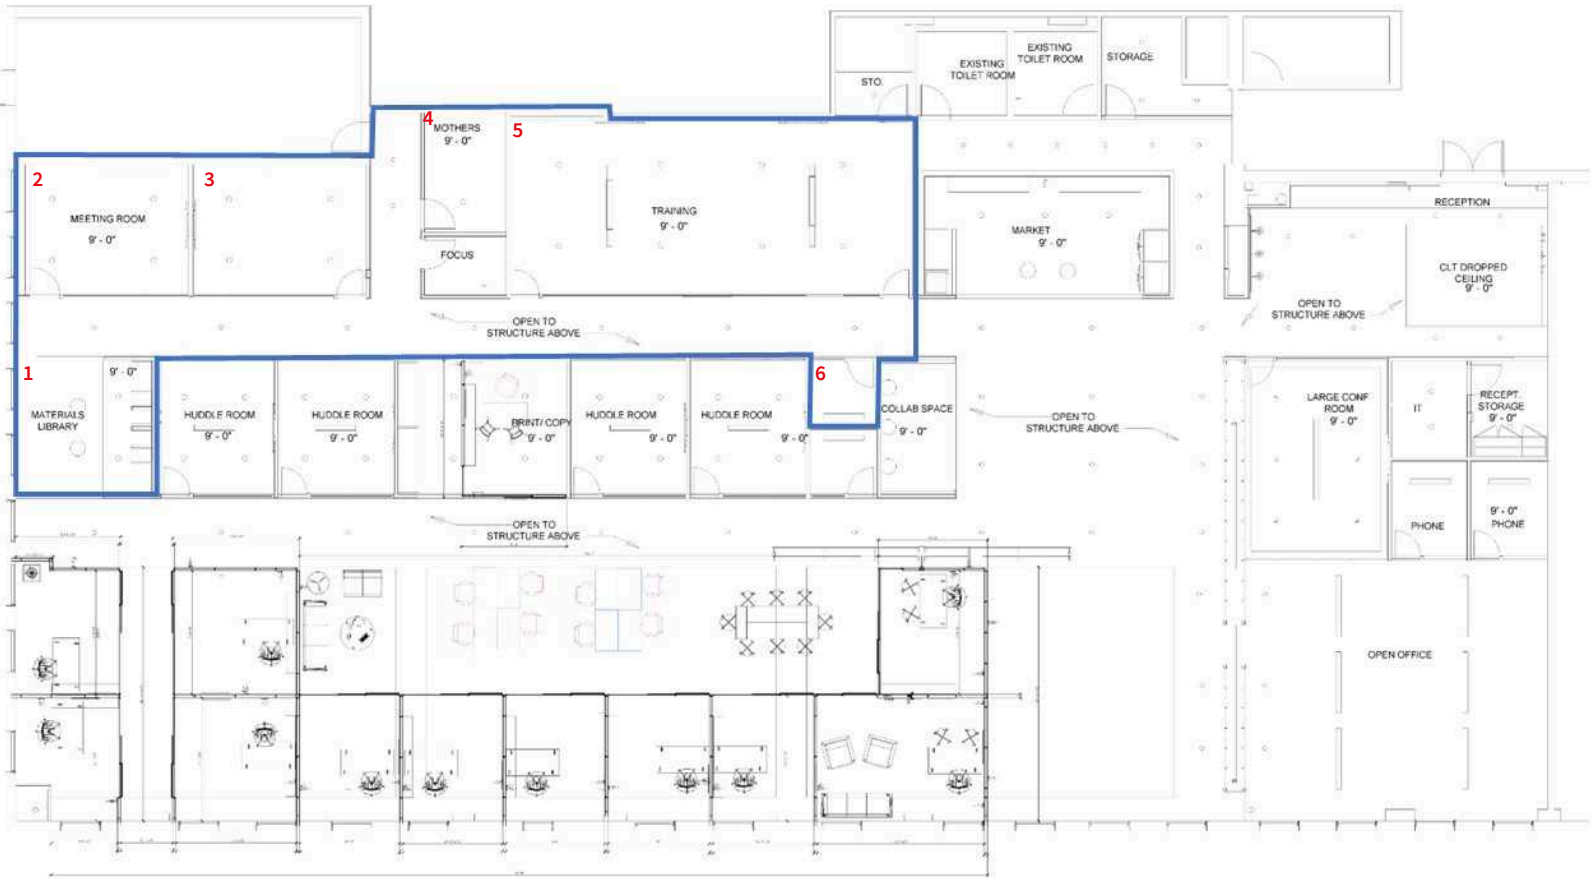 EXISTING
TOILET ROOM
EXISTING
TOILET ROOM
STORAGE
STO.
4
MOTHERS
9' - 0"
5
2
3
MEETING ROOM
9' - 0"
TRAINING
9' - 0"
FOCUS
MARKET
9' - 0"
RECEPTION
CLT DROPPED
CEILING
9' - 0"
OPEN TO
STRUCTURE ABOVE
OPEN TO
STRUCTURE ABOVE
1
9' - 0"
MATERIALS
LIBRARY
HUDDLE ROOM
9' - 0"
HUDDLE ROOM
9' - 0"
PRINT/ COPY
9' - 0"
HUDDLE ROOM
9' - 0"
HUDDLE ROOM
9' - 0"
6
COLLAB SPACE
9' - 0"
OPEN TO
STRUCTURE ABOVE
LARGE CONF
ROOM
9' - 0"
IT
RECEPT.
STORAGE
9' - 0"
OPEN TO
STRUCTURE ABOVE
PHONE
9' - 0"
PHONE
OPEN OFFICE